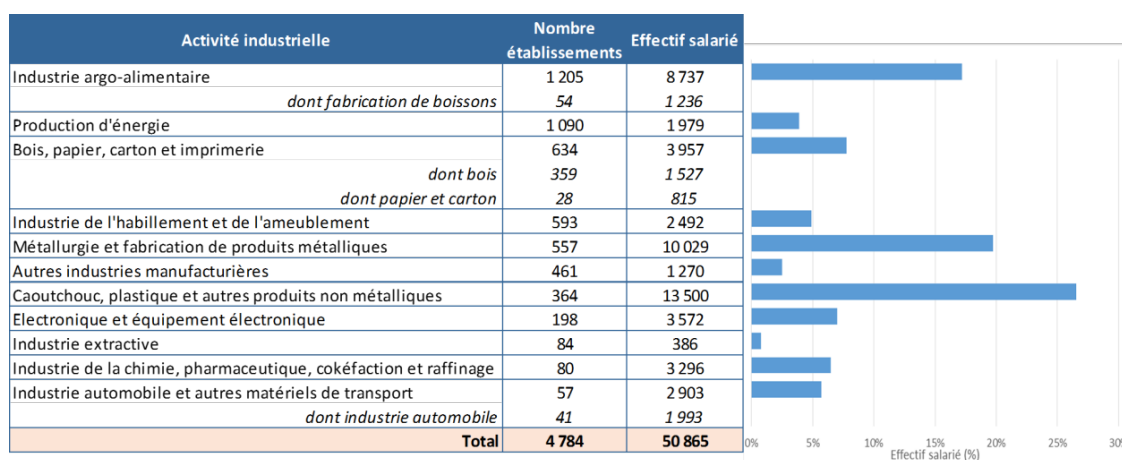 Activité industrielle Nombre établissements Effectif salarié
Industrie argo-alimentaire 1 205 8 737
dont fabrication de boissons 54 1 236
Production d'énergie 1 090 1 979
Bois, papier, carton et imprimerie 634 3 957
dont bois 359 1 527
dont papier et carton 28 815
Industrie de l'habillement et de l'ameublement 593 2 492
Métallurgie et fabrication de produits métalliques 557 10 029
Autres industries manufacturières 461 1 270
Caoutchouc, plastique et autres produits non métalliques 364 13 500
Electronique et équipement électronique 198 3 572
Industrie extractive 84 386
Industrie de la chimie, pharmaceutique, cokéfaction et raffinage 80 3 296
Industrie automobile et autres matériels de transport 57 2 903
dont industrie automobile 41 1 993
Total 4 784 50 865
0% 5% 10% 15% 20% 25% 30%
Effectif salarié (%)